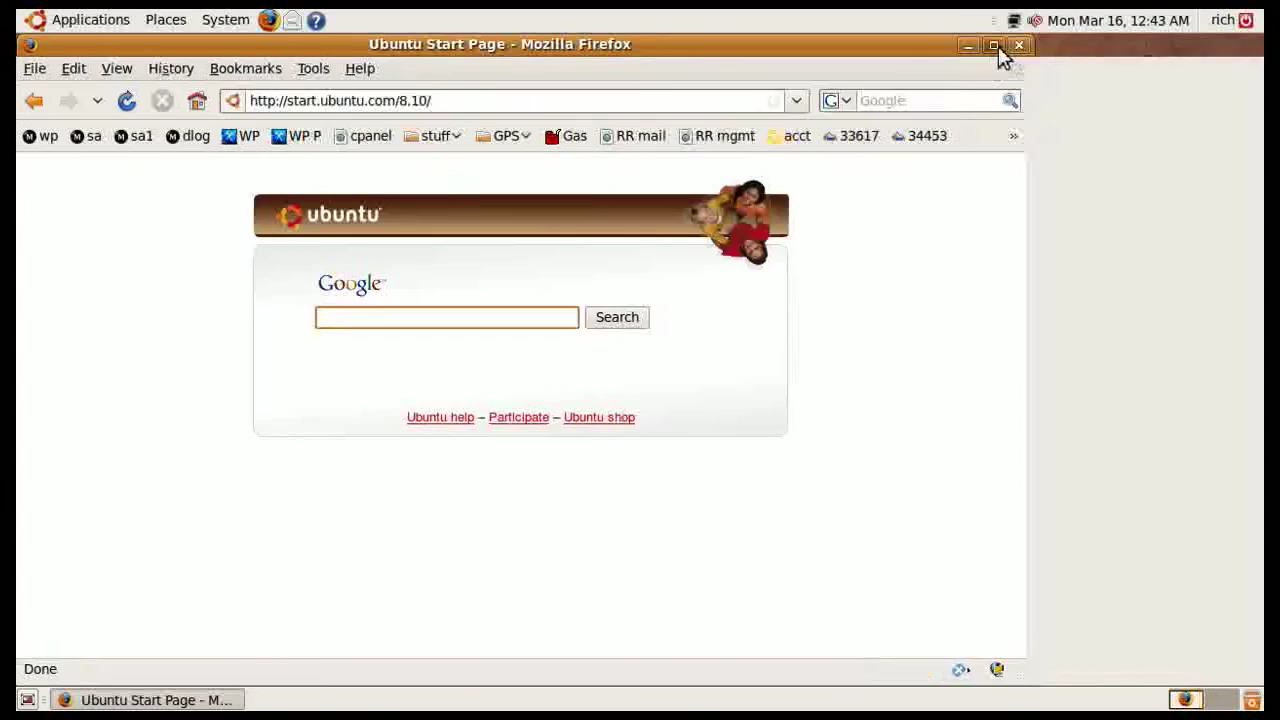 Applications Places System Mon Mar 16, 12:43 AM rich
Ubuntu Start Page - Mozilla Firefox
File Edit View History Bookmarks Tools Help
http://start.ubuntu.com/8.10/ G Google
wp sa sa1 dlog WP WP P cpanel stuff GPS Gas RR mail RR mgmt acct 33617 34453 »
ubuntu
Google™
Search
Ubuntu help – Participate – Ubuntu shop
Done
Ubuntu Start Page - M...